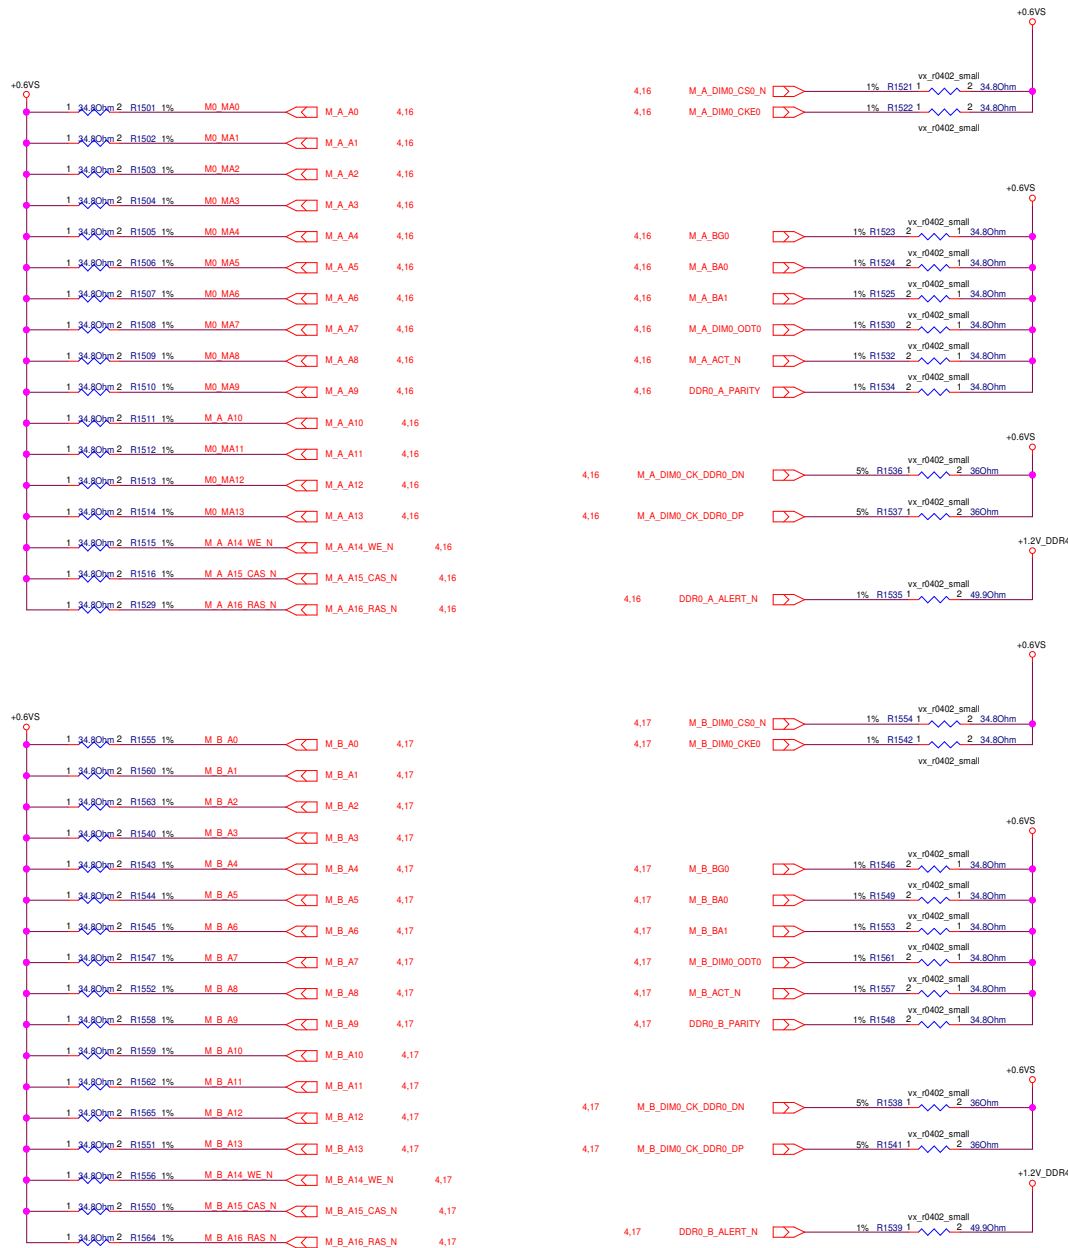 +0.6VS
1 34.8Ohm 2 R1501 1% M0_MA0 M_A_A0 4,16
1 34.8Ohm 2 R1502 1% M0_MA1 M_A_A1 4,16
1 34.8Ohm 2 R1503 1% M0_MA2 M_A_A2 4,16
1 34.8Ohm 2 R1504 1% M0_MA3 M_A_A3 4,16
1 34.8Ohm 2 R1505 1% M0_MA4 M_A_A4 4,16
1 34.8Ohm 2 R1506 1% M0_MA5 M_A_A5 4,16
1 34.8Ohm 2 R1507 1% M0_MA6 M_A_A6 4,16
1 34.8Ohm 2 R1508 1% M0_MA7 M_A_A7 4,16
1 34.8Ohm 2 R1509 1% M0_MA8 M_A_A8 4,16
1 34.8Ohm 2 R1510 1% M0_MA9 M_A_A9 4,16
1 34.8Ohm 2 R1511 1% M_A_A10 M_A_A10 4,16
1 34.8Ohm 2 R1512 1% M0_MA11 M_A_A11 4,16
1 34.8Ohm 2 R1513 1% M0_MA12 M_A_A12 4,16
1 34.8Ohm 2 R1514 1% M0_MA13 M_A_A13 4,16
1 34.8Ohm 2 R1515 1% M_A_A14_WE_N M_A_A14_WE_N 4,16
1 34.8Ohm 2 R1516 1% M_A_A15_CAS_N M_A_A15_CAS_N 4,16
1 34.8Ohm 2 R1529 1% M_A_A16_RAS_N M_A_A16_RAS_N 4,16
+0.6VS
vx_r0402_small
4,16 M_A_DIM0_CS0_N 1% R1521 1 2 34.8Ohm
4,16 M_A_DIM0_CKE0 1% R1522 1 2 34.8Ohm
vx_r0402_small
+0.6VS
vx_r0402_small
4,16 M_A_BG0 1% R1523 2 1 34.8Ohm
vx_r0402_small
4,16 M_A_BA0 1% R1524 2 1 34.8Ohm
vx_r0402_small
4,16 M_A_BA1 1% R1525 2 1 34.8Ohm
vx_r0402_small
4,16 M_A_DIM0_ODT0 1% R1530 2 1 34.8Ohm
vx_r0402_small
4,16 M_A_ACT_N 1% R1532 2 1 34.8Ohm
vx_r0402_small
4,16 DDR0_A_PARITY 1% R1534 2 1 34.8Ohm
+0.6VS
vx_r0402_small
4,16 M_A_DIM0_CK_DDR0_DN 5% R1536 1 2 36Ohm
vx_r0402_small
4,16 M_A_DIM0_CK_DDR0_DP 5% R1537 1 2 36Ohm
+1.2V_DDR4
vx_r0402_small
4,16 DDR0_A_ALERT_N 1% R1535 1 2 49.9Ohm
+0.6VS
1 34.8Ohm 2 R1555 1% M_B_A0 M_B_A0 4,17
1 34.8Ohm 2 R1560 1% M_B_A1 M_B_A1 4,17
1 34.8Ohm 2 R1563 1% M_B_A2 M_B_A2 4,17
1 34.8Ohm 2 R1540 1% M_B_A3 M_B_A3 4,17
1 34.8Ohm 2 R1543 1% M_B_A4 M_B_A4 4,17
1 34.8Ohm 2 R1544 1% M_B_A5 M_B_A5 4,17
1 34.8Ohm 2 R1545 1% M_B_A6 M_B_A6 4,17
1 34.8Ohm 2 R1547 1% M_B_A7 M_B_A7 4,17
1 34.8Ohm 2 R1552 1% M_B_A8 M_B_A8 4,17
1 34.8Ohm 2 R1558 1% M_B_A9 M_B_A9 4,17
1 34.8Ohm 2 R1559 1% M_B_A10 M_B_A10 4,17
1 34.8Ohm 2 R1562 1% M_B_A11 M_B_A11 4,17
1 34.8Ohm 2 R1565 1% M_B_A12 M_B_A12 4,17
1 34.8Ohm 2 R1551 1% M_B_A13 M_B_A13 4,17
1 34.8Ohm 2 R1556 1% M_B_A14_WE_N M_B_A14_WE_N 4,17
1 34.8Ohm 2 R1550 1% M_B_A15_CAS_N M_B_A15_CAS_N 4,17
1 34.8Ohm 2 R1564 1% M_B_A16_RAS_N M_B_A16_RAS_N 4,17
+0.6VS
vx_r0402_small
4,17 M_B_DIM0_CS0_N 1% R1554 1 2 34.8Ohm
4,17 M_B_DIM0_CKE0 1% R1542 1 2 34.8Ohm
vx_r0402_small
+0.6VS
vx_r0402_small
4,17 M_B_BG0 1% R1546 2 1 34.8Ohm
vx_r0402_small
4,17 M_B_BA0 1% R1549 2 1 34.8Ohm
vx_r0402_small
4,17 M_B_BA1 1% R1553 2 1 34.8Ohm
vx_r0402_small
4,17 M_B_DIM0_ODT0 1% R1561 2 1 34.8Ohm
vx_r0402_small
4,17 M_B_ACT_N 1% R1557 2 1 34.8Ohm
vx_r0402_small
4,17 DDR0_B_PARITY 1% R1548 2 1 34.8Ohm
+0.6VS
vx_r0402_small
4,17 M_B_DIM0_CK_DDR0_DN 5% R1538 1 2 36Ohm
vx_r0402_small
4,17 M_B_DIM0_CK_DDR0_DP 5% R1541 1 2 36Ohm
+1.2V_DDR4
vx_r0402_small
4,17 DDR0_B_ALERT_N 1% R1539 1 2 49.9Ohm